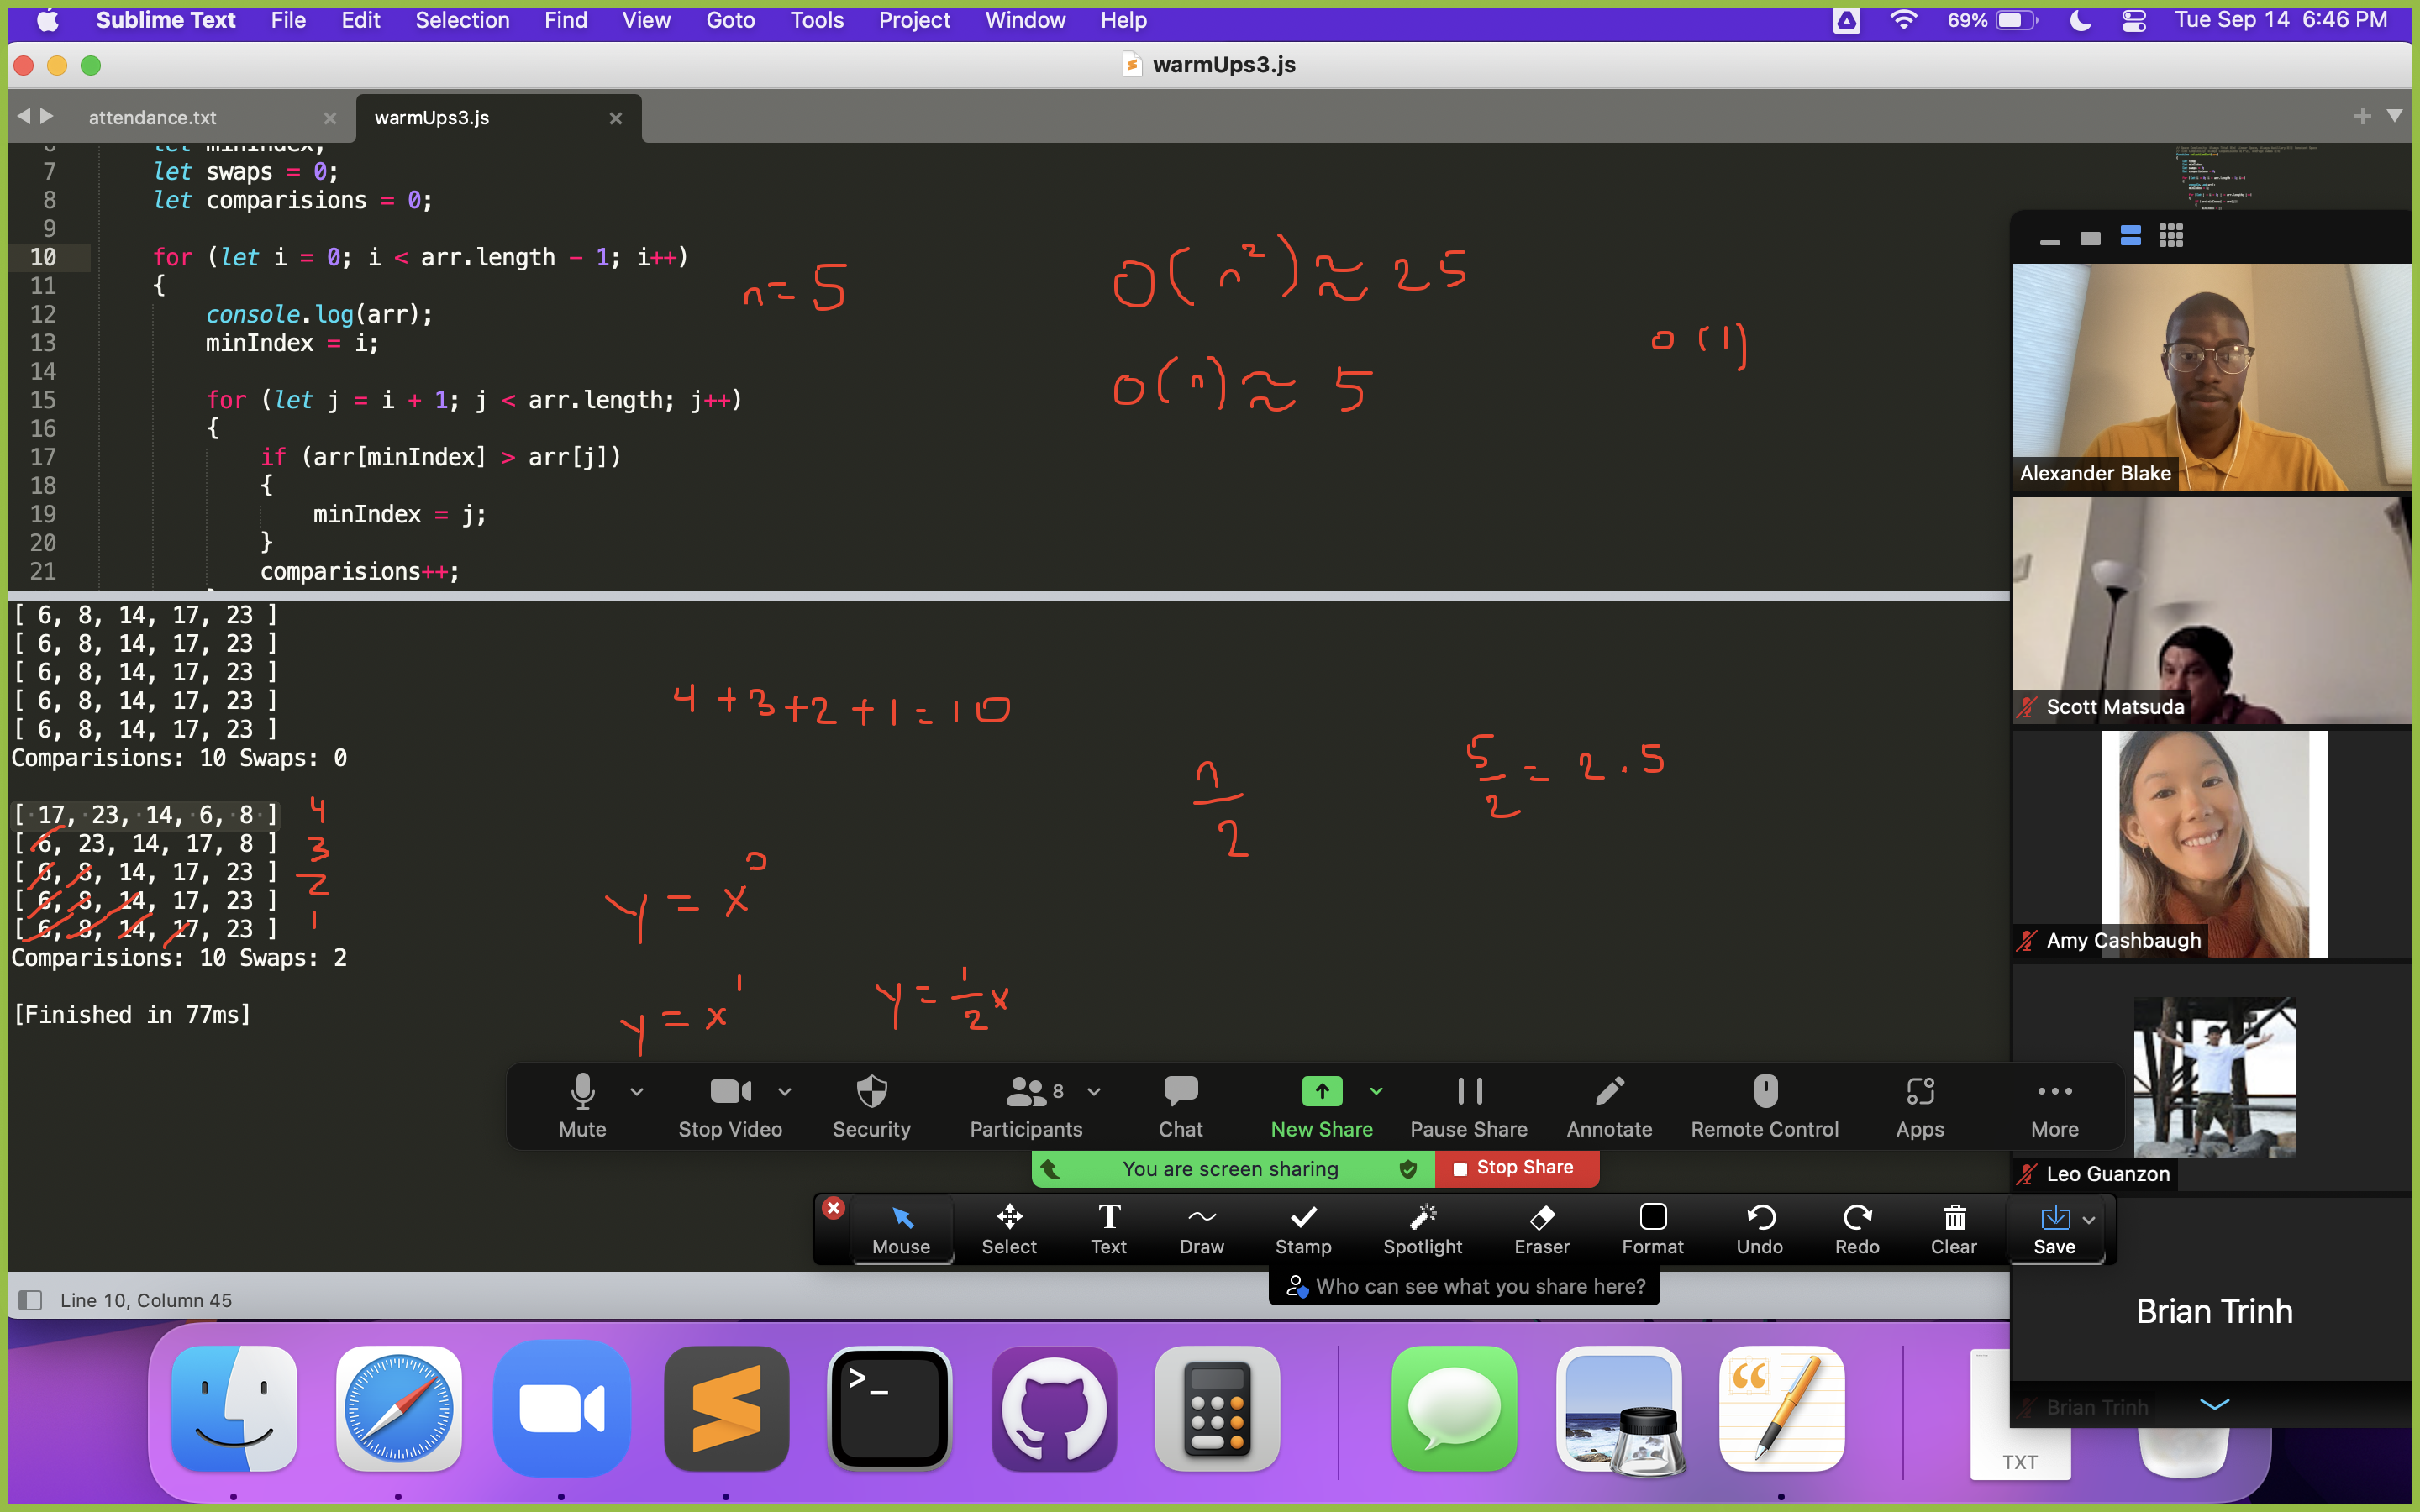 Sublime Text File Edit Selection Find View Goto Tools Project Window Help 69% Tue Sep 14 6:46 PM
warmUps3.js
attendance.txt warmUps3.js
6 let minIndex;
7 let swaps = 0;
8 let comparisions = 0;
9
10 for (let i = 0; i < arr.length - 1; i++)
11 {
12 console.log(arr);
13 minIndex = i;
14
15 for (let j = i + 1; j < arr.length; j++)
16 {
17 if (arr[minIndex] > arr[j])
18 {
19 minIndex = j;
20 }
21 comparisions++;
n = 5
O(n²) ≈ 25
O(n) ≈ 5
O(1)
[ 6, 8, 14, 17, 23 ]
[ 6, 8, 14, 17, 23 ]
[ 6, 8, 14, 17, 23 ]
[ 6, 8, 14, 17, 23 ]
[ 6, 8, 14, 17, 23 ]
Comparisions: 10 Swaps: 0
[ 17, 23, 14, 6, 8 ] 4
[ 6, 23, 14, 17, 8 ] 3
[ 6, 8, 14, 17, 23 ] 2
[ 6, 8, 14, 17, 23 ] 1
[ 6, 8, 14, 17, 23 ]
Comparisions: 10 Swaps: 2
[Finished in 77ms]
4+3+2+1=10
n/2
5/2 = 2.5
y = x⁰
y = x¹
y = 1/2 x
Alexander Blake
Scott Matsuda
Amy Cashbaugh
Leo Guanzon
Brian Trinh
Brian Trinh
Mute Stop Video Security Participants 8 Chat New Share Pause Share Annotate Remote Control Apps More
You are screen sharing Stop Share
Mouse Select Text Draw Stamp Spotlight Eraser Format Undo Redo Clear Save
Who can see what you share here?
Line 10, Column 45
TXT